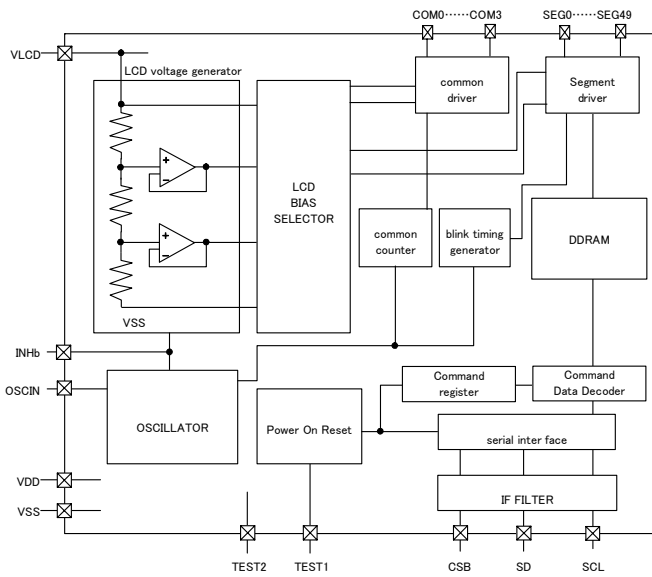 COM0……COM3
SEG0……SEG49
VLCD
LCD voltage generator
common
driver
Segment
driver
+
−
LCD
BIAS
SELECTOR
common
counter
blink timing
generator
DDRAM
+
−
VSS
INHb
OSCIN
OSCILLATOR
Power On Reset
Command
register
Command
Data Decoder
serial inter face
IF FILTER
VDD
VSS
TEST2
TEST1
CSB
SD
SCL